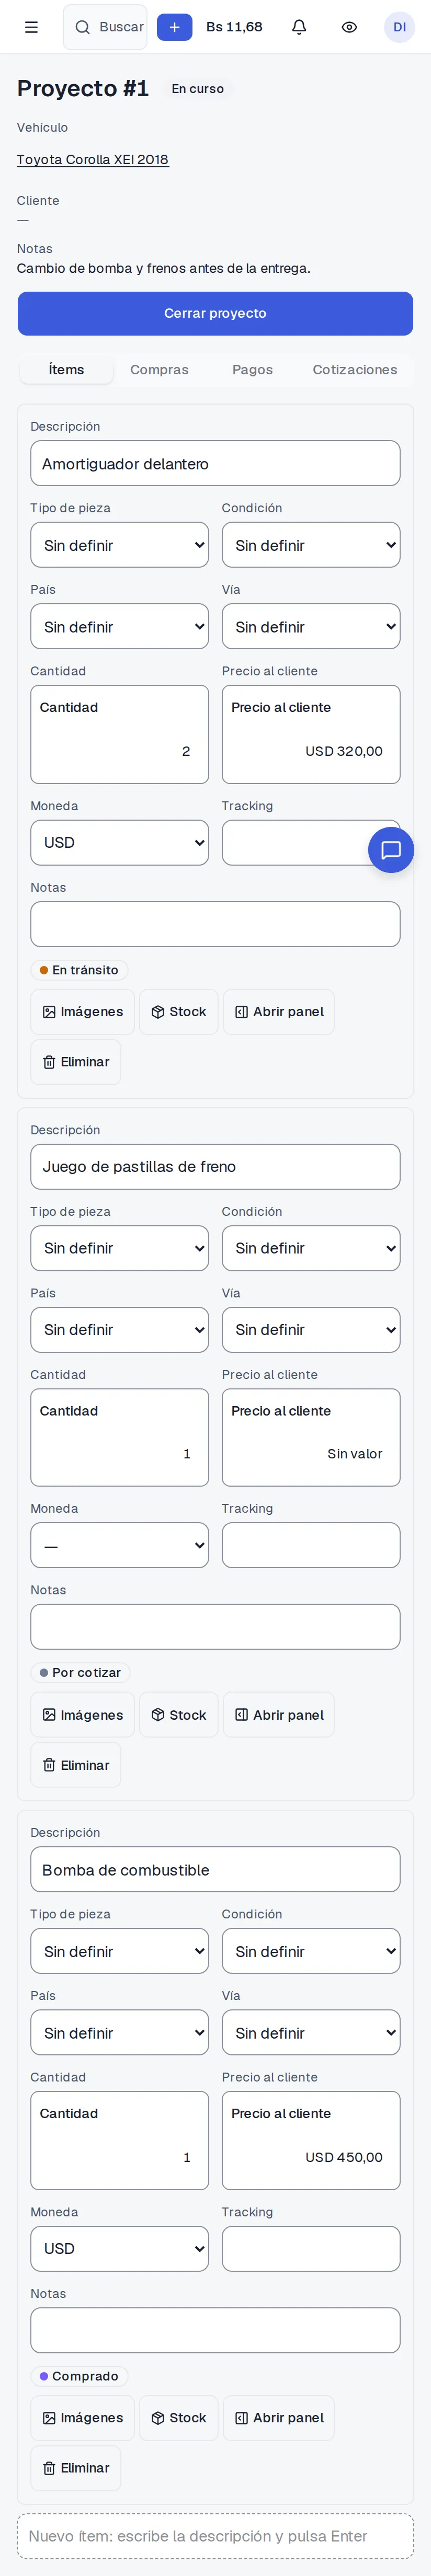 Buscar
+
Bs 11,68
DI
Proyecto #1 En curso
Vehículo
Toyota Corolla XEI 2018
Cliente
—
Notas
Cambio de bomba y frenos antes de la entrega.
Cerrar proyecto
Ítems Compras Pagos Cotizaciones
Descripción
Amortiguador delantero
Tipo de pieza Condición
Sin definir Sin definir
País Vía
Sin definir Sin definir
Cantidad Precio al cliente
Cantidad Precio al cliente
2 USD 320,00
Moneda Tracking
USD
Notas
En tránsito
Imágenes Stock Abrir panel
Eliminar
Descripción
Juego de pastillas de freno
Tipo de pieza Condición
Sin definir Sin definir
País Vía
Sin definir Sin definir
Cantidad Precio al cliente
Cantidad Precio al cliente
1 Sin valor
Moneda Tracking
—
Notas
Por cotizar
Imágenes Stock Abrir panel
Eliminar
Descripción
Bomba de combustible
Tipo de pieza Condición
Sin definir Sin definir
País Vía
Sin definir Sin definir
Cantidad Precio al cliente
Cantidad Precio al cliente
1 USD 450,00
Moneda Tracking
USD
Notas
Comprado
Imágenes Stock Abrir panel
Eliminar
Nuevo ítem: escribe la descripción y pulsa Enter